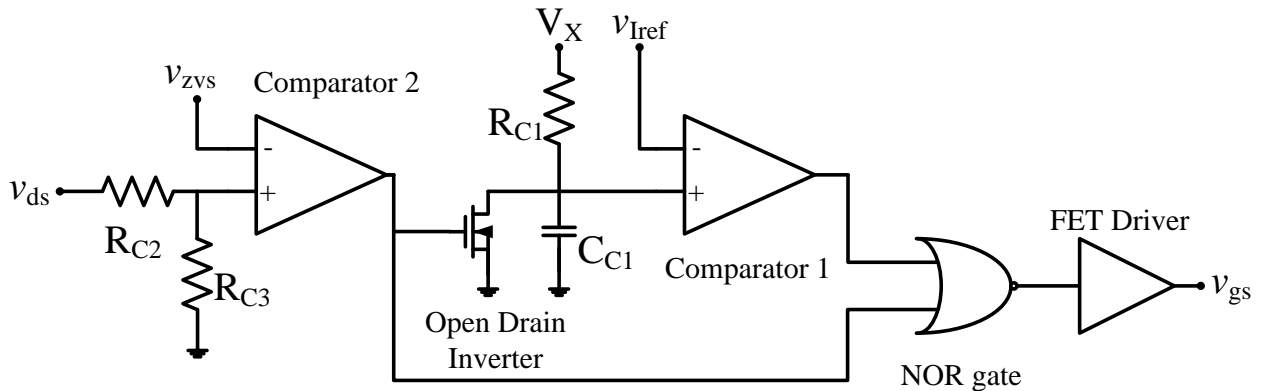 V_X
v_Iref
v_zvs
Comparator 2
R_C1
-
-
v_ds
+
+
FET Driver
R_C2
C_C1
Comparator 1
R_C3
v_gs
Open Drain
Inverter
NOR gate